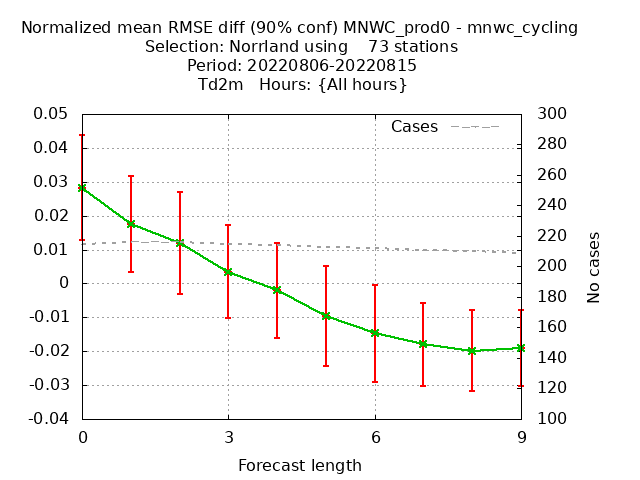 Normalized mean RMSE diff (90% conf) MNWC_prod0 - mnwc_cycling
Selection: Norrland using    73 stations
Period: 20220806-20220815
Td2m   Hours: {All hours}
0.05
0.04
0.03
0.02
0.01
0
-0.01
-0.02
-0.03
-0.04
Cases
300
280
260
240
220
200
180
160
140
120
100
No cases
0 3 6 9
Forecast length